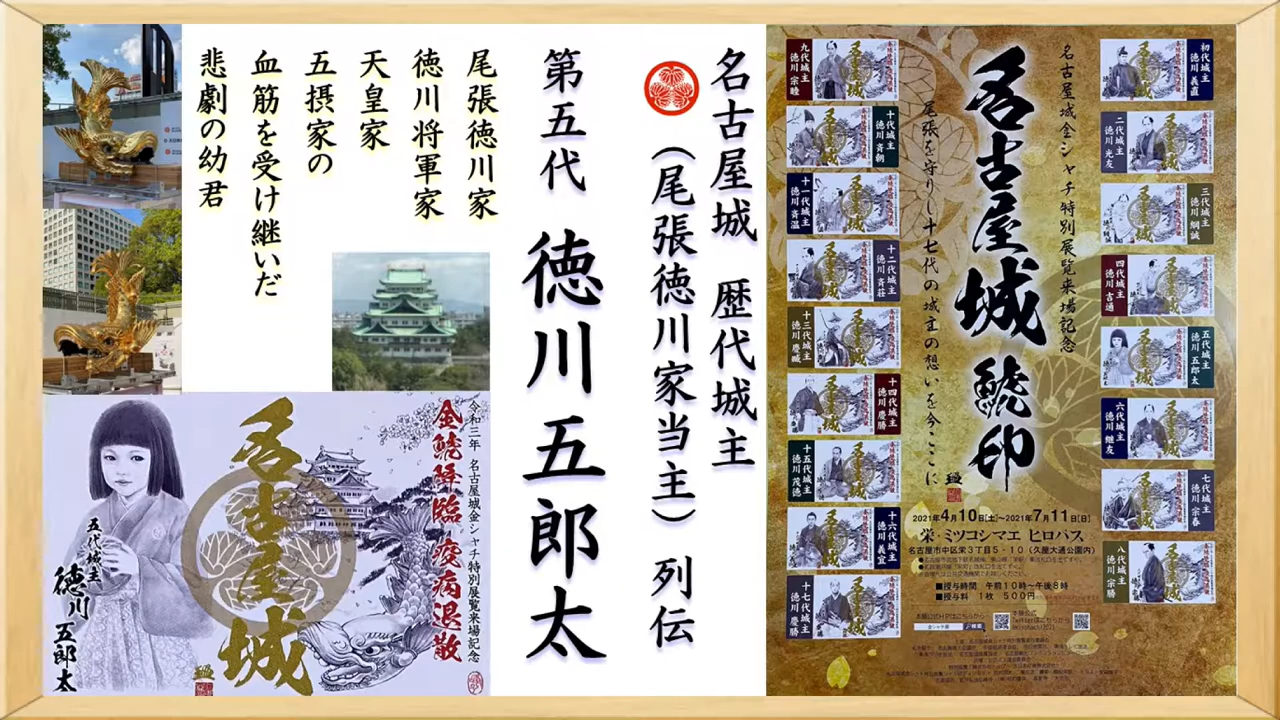 名古屋城 歴代城主
(尾張徳川家当主) 列伝
第五代 徳川五郎太
尾張徳川家
徳川将軍家
天皇家
五摂家の
血筋を受け継いだ
悲劇の幼君
令和三年 名古屋城金シャチ特別展覧来場記念
金鯱降臨 疫病退散
名古屋城
五代城主
徳川 五郎太
名古屋城金シャチ特別展覧来場記念
名古屋城 鯱印
尾張を守りし十七代の城主の想いを今ここに
初代城主
徳川 義直
二代城主
徳川 光友
三代城主
徳川 綱誠
四代城主
徳川 吉通
五代城主
徳川 五郎太
六代城主
徳川 継友
七代城主
徳川 宗春
八代城主
徳川 宗勝
九代城主
徳川 宗睦
十代城主
徳川 斉朝
十一代城主
徳川 斉温
十二代城主
徳川 斉荘
十三代城主
徳川 慶臧
十四代城主
徳川 慶勝
十五代城主
徳川 茂徳
十六代城主
徳川 義宜
十七代城主
徳川 慶勝
2021年4月10日[土]〜2021年7月11日[日]
栄・ミツコシマエ ヒロバス
名古屋市中区栄3丁目5-10(久屋大通公園内)
■授与時間 午前10時〜午後8時
■授与料 1枚 500円